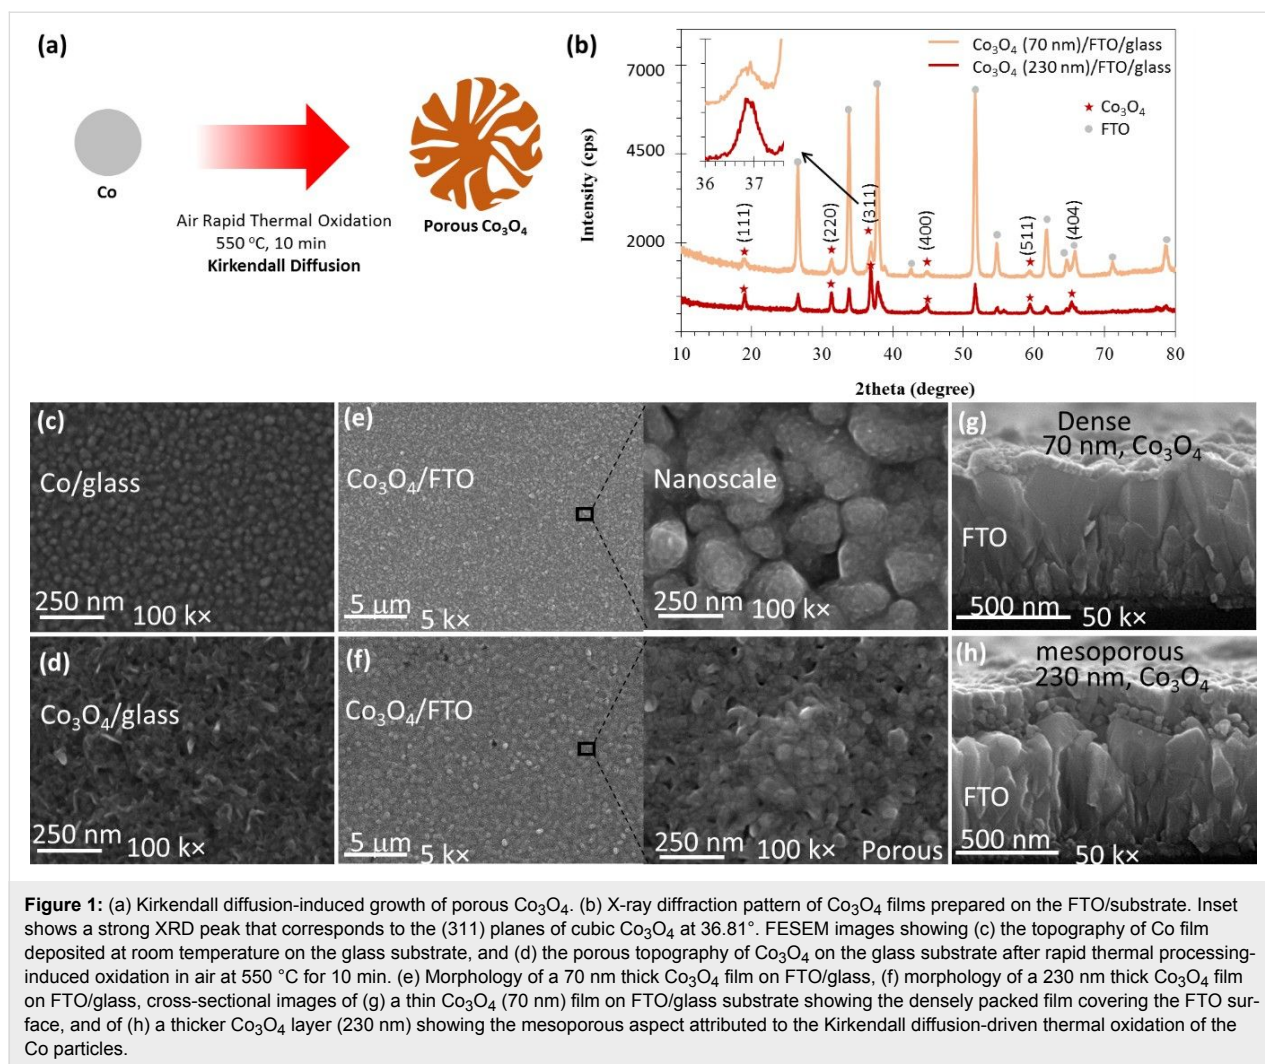 (a)
Co
Air Rapid Thermal Oxidation
550 °C, 10 min
Kirkendall Diffusion
Porous Co₃O₄
(b)
Co₃O₄ (70 nm)/FTO/glass
Co₃O₄ (230 nm)/FTO/glass
Co₃O₄
FTO
Intensity (cps)
7000
4500
2000
36 37
(111)
(220)
(311)
(400)
(511)
(404)
10 20 30 40 50 60 70 80
2theta (degree)
(c)
Co/glass
250 nm 100 k×
(e)
Co₃O₄/FTO
5 µm 5 k×
Nanoscale
250 nm 100 k×
(g)
Dense
70 nm, Co₃O₄
FTO
500 nm 50 k×
(d)
Co₃O₄/glass
250 nm 100 k×
(f)
Co₃O₄/FTO
5 µm 5 k×
250 nm 100 k× Porous
(h)
mesoporous
230 nm, Co₃O₄
FTO
500 nm 50 k×
Figure 1: (a) Kirkendall diffusion-induced growth of porous Co₃O₄. (b) X-ray diffraction pattern of Co₃O₄ films prepared on the FTO/substrate. Inset
shows a strong XRD peak that corresponds to the (311) planes of cubic Co₃O₄ at 36.81°. FESEM images showing (c) the topography of Co film
deposited at room temperature on the glass substrate, and (d) the porous topography of Co₃O₄ on the glass substrate after rapid thermal processing-
induced oxidation in air at 550 °C for 10 min. (e) Morphology of a 70 nm thick Co₃O₄ film on FTO/glass, (f) morphology of a 230 nm thick Co₃O₄ film
on FTO/glass, cross-sectional images of (g) a thin Co₃O₄ (70 nm) film on FTO/glass substrate showing the densely packed film covering the FTO sur-
face, and of (h) a thicker Co₃O₄ layer (230 nm) showing the mesoporous aspect attributed to the Kirkendall diffusion-driven thermal oxidation of the
Co particles.